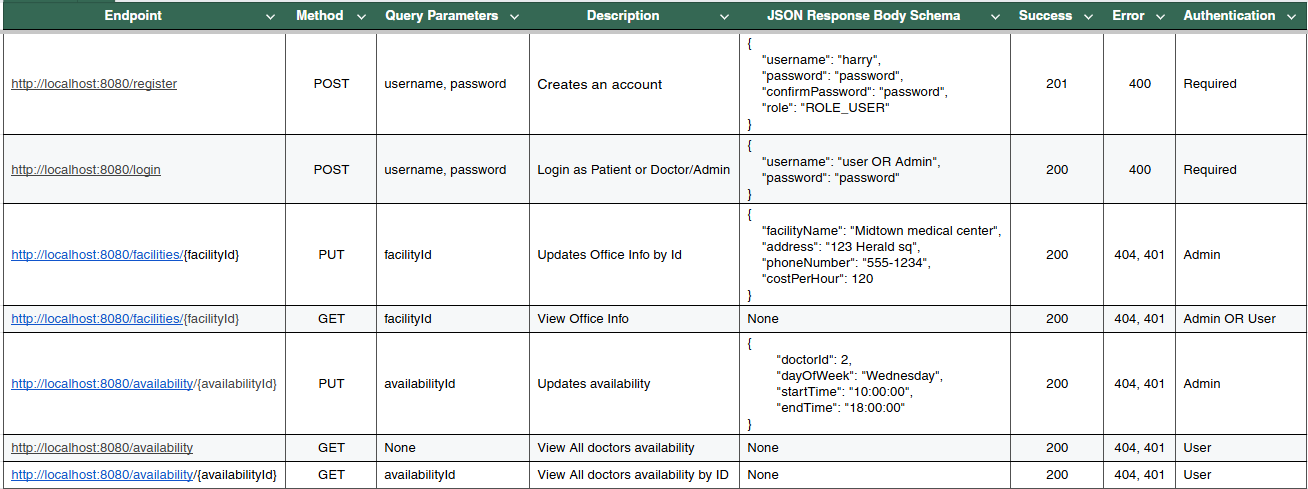 Endpoint Method Query Parameters Description JSON Response Body Schema Success Error Authentication
{
"username": "harry",
"password": "password",
http://localhost:8080/register POST username, password Creates an account 201 400 Required
"confirmPassword": "password",
"role": "ROLE_USER"
}
{
"username": "user OR Admin",
http://localhost:8080/login POST username, password Login as Patient or Doctor/Admin 200 400 Required
"password": "password"
}
{
"facilityName": "Midtown medical center",
"address": "123 Herald sq",
http://localhost:8080/facilities/{facilityId} PUT facilityId Updates Office Info by Id 200 404, 401 Admin
"phoneNumber": "555-1234",
"costPerHour": 120
}
http://localhost:8080/facilities/{facilityId} GET facilityId View Office Info None 200 404, 401 Admin OR User
{
"doctorId": 2,
"dayOfWeek": "Wednesday",
http://localhost:8080/availability/{availabilityId} PUT availabilityId Updates availability 200 404, 401 Admin
"startTime": "10:00:00",
"endTime": "18:00:00"
}
http://localhost:8080/availability GET None View All doctors availability None 200 404, 401 User
http://localhost:8080/availability/{availabilityId} GET availabilityId View All doctors availability by ID None 200 404, 401 User